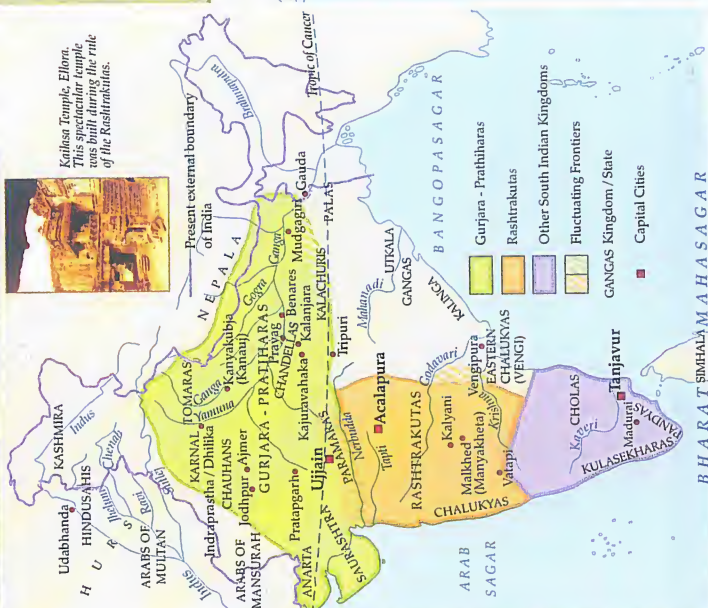 Kailasa Temple, Ellora.
This spectacular temple
was built during the rule
of the Rashtrakutas.
Present external boundary
of India
Brahmaputra
Tropic of Cancer
KASHMIRA
Indus
Udabhanda
HINDUSAHIS
Chenab
Jhelum
Ravi
Sutlej
H U R S
ARABS OF
MULTAN
Indus
ARABS OF
MANSURAH
NEPALA
TOMARAS
KARNAL
Indraprastha / Dhilika
CHAUHANS
Jodhpur
Ajmer
Ganga
Yamuna
Kanyakubja
(Kanauj)
Gogra
Ganga
GURJARA - PRATIHARAS
Prayag
Benares
Mudgagiri
Gauda
CHANDELLAS
Kalanjara
Kajuravahaka
KALACHURIS
PALAS
Pratapgarh
Ujjain
PARAMARAS
Tripuri
ANARTA
SAURASHTRA
Nerbudda
Tapti
Acalapura
Mahanadi
UTKALA
GANGAS
KALINGA
RASHTRAKUTAS
Godavari
Kalyani
Malkhed
(Manyakheta)
Vengipura
EASTERN
CHALUKYAS
(VENGI)
Krishna
Vatapi
CHALUKYAS
CHOLAS
Kaveri
Tanjavur
Madurai
PANDYAS
KULASEKHARAS
SIMHALA
ARAB
SAGAR
BANGOPASAGAR
BHARAT MAHASAGAR
Gurjara - Prathiharas
Rashtrakutas
Other South Indian Kingdoms
Fluctuating Frontiers
GANGAS Kingdom / State
Capital Cities